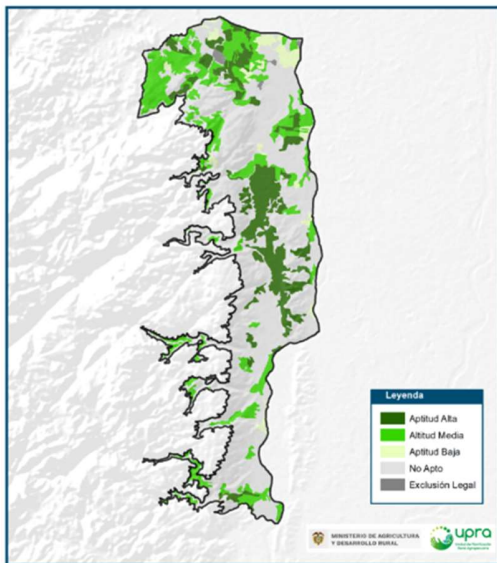 Leyenda
Aptitud Alta
Altitud Media
Aptitud Baja
No Apto
Exclusión Legal
MINISTERIO DE AGRICULTURA
Y DESARROLLO RURAL
upra